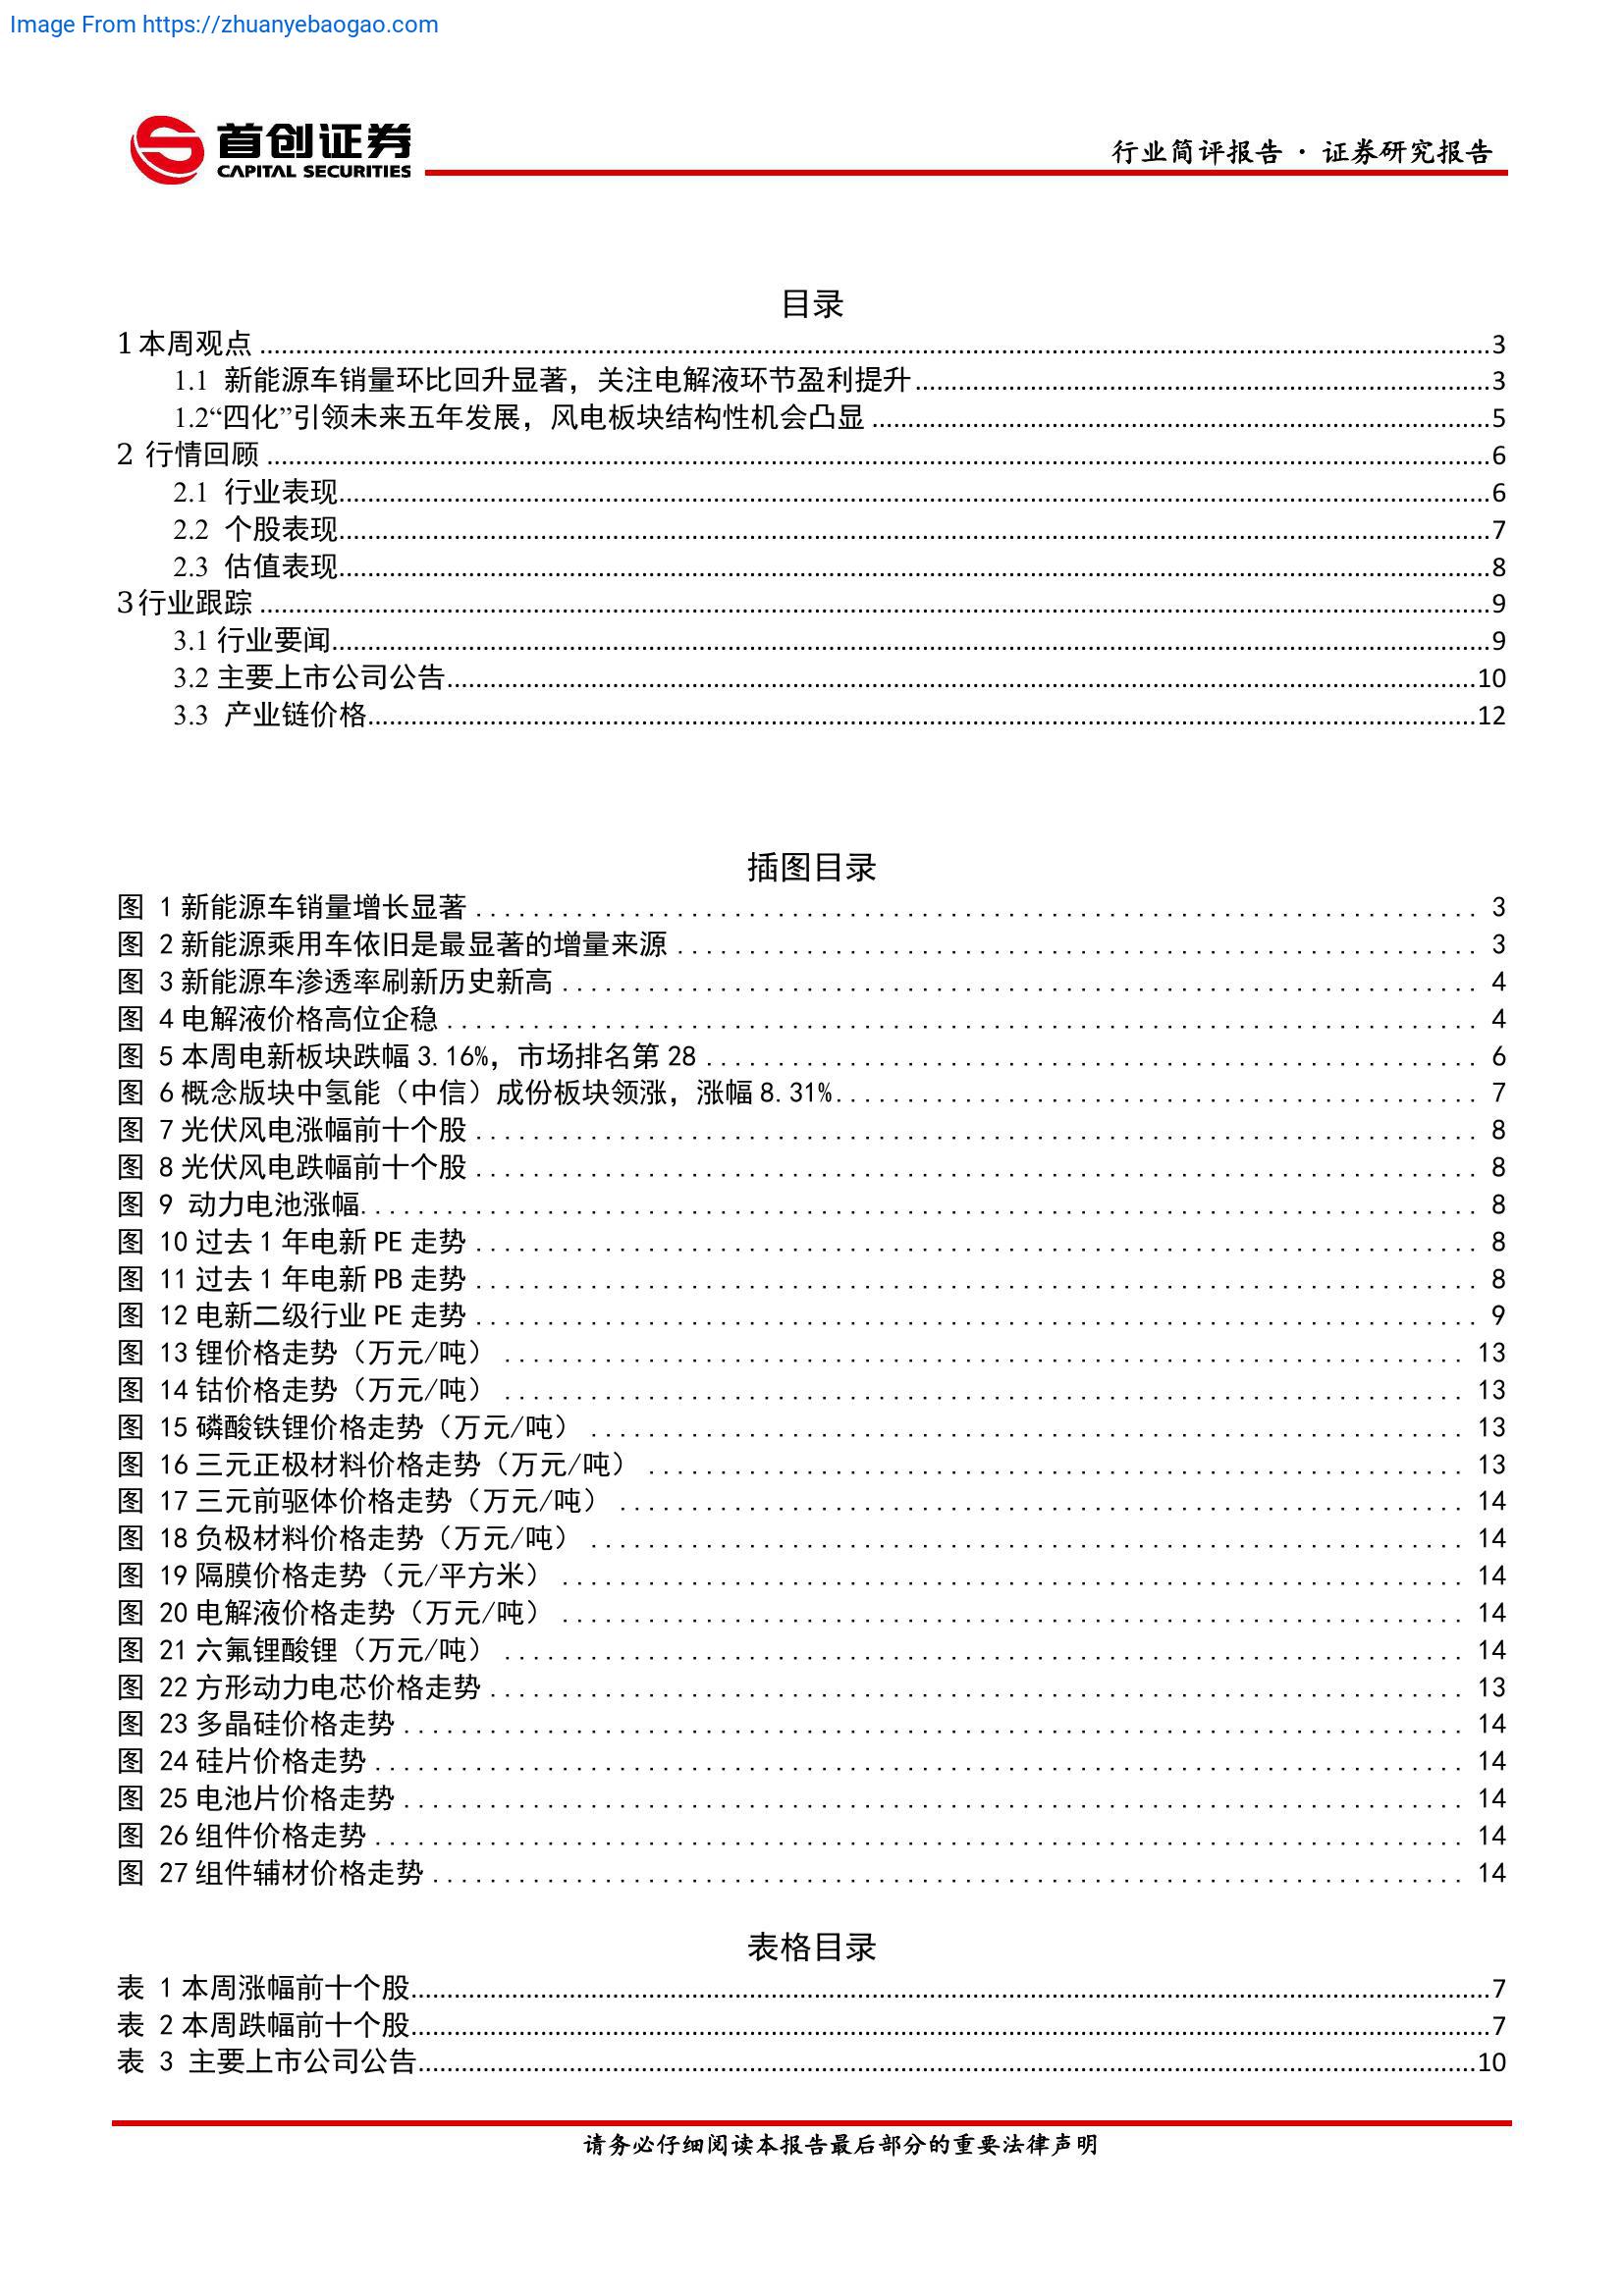 Image From https://zhuanyebaogao.com
首创证券
CAPITAL SECURITIES
行业简评报告 · 证券研究报告
目录
1 本周观点 3
1.1 新能源车销量环比回升显著，关注电解液环节盈利提升 3
1.2“四化”引领未来五年发展，风电板块结构性机会凸显 5
2 行情回顾 6
2.1 行业表现 6
2.2 个股表现 7
2.3 估值表现 8
3 行业跟踪 9
3.1 行业要闻 9
3.2 主要上市公司公告 10
3.3 产业链价格 12
插图目录
图 1 新能源车销量增长显著 3
图 2 新能源乘用车依旧是最显著的增量来源 3
图 3 新能源车渗透率刷新历史新高 4
图 4 电解液价格高位企稳 4
图 5 本周电新板块跌幅 3.16%，市场排名第 28 6
图 6 概念版块中氢能（中信）成份板块领涨，涨幅 8.31% 7
图 7 光伏风电涨幅前十个股 8
图 8 光伏风电跌幅前十个股 8
图 9 动力电池涨幅 8
图 10 过去 1 年电新 PE 走势 8
图 11 过去 1 年电新 PB 走势 8
图 12 电新二级行业 PE 走势 9
图 13 锂价格走势（万元/吨） 13
图 14 钴价格走势（万元/吨） 13
图 15 磷酸铁锂价格走势（万元/吨） 13
图 16 三元正极材料价格走势（万元/吨） 13
图 17 三元前驱体价格走势（万元/吨） 14
图 18 负极材料价格走势（万元/吨） 14
图 19 隔膜价格走势（元/平方米） 14
图 20 电解液价格走势（万元/吨） 14
图 21 六氟锂酸锂（万元/吨） 14
图 22 方形动力电芯价格走势 13
图 23 多晶硅价格走势 14
图 24 硅片价格走势 14
图 25 电池片价格走势 14
图 26 组件价格走势 14
图 27 组件辅材价格走势 14
表格目录
表 1 本周涨幅前十个股 7
表 2 本周跌幅前十个股 7
表 3 主要上市公司公告 10
请务必仔细阅读本报告最后部分的重要法律声明